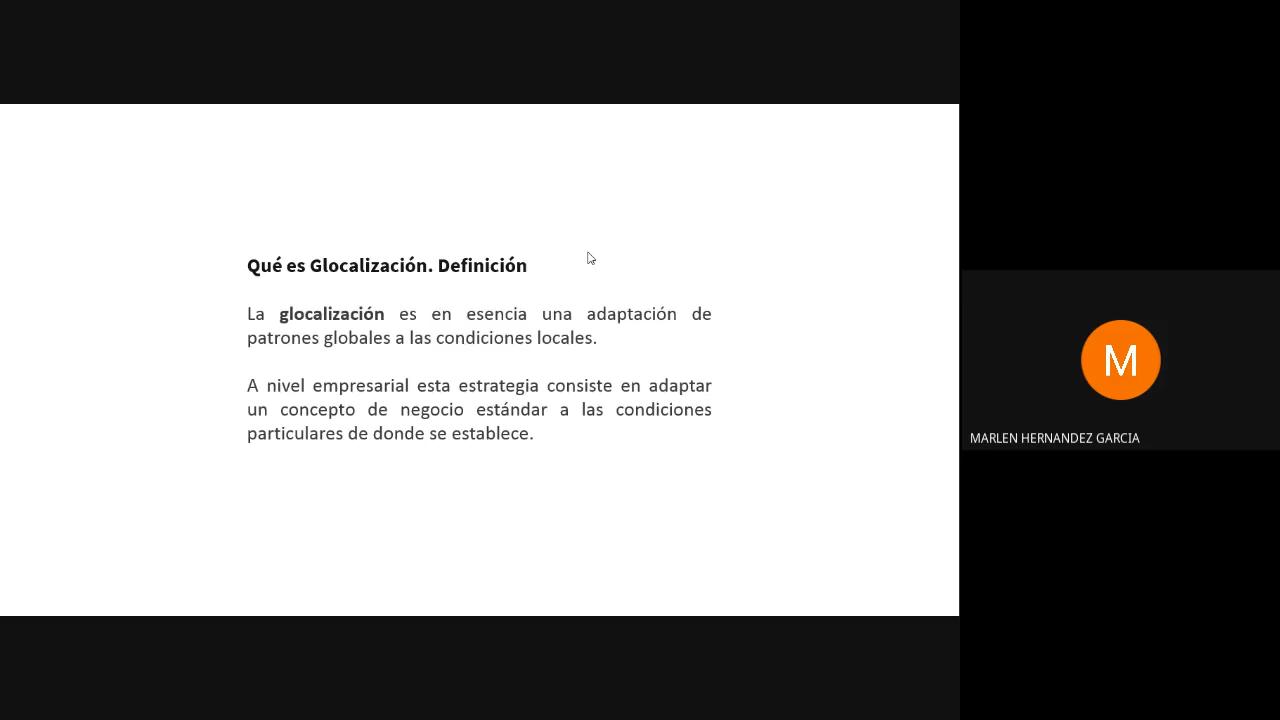 Qué es Glocalización. Definición
La glocalización es en esencia una adaptación de
patrones globales a las condiciones locales.
A nivel empresarial esta estrategia consiste en adaptar
un concepto de negocio estándar a las condiciones
particulares de donde se establece.
M
MARLEN HERNANDEZ GARCIA